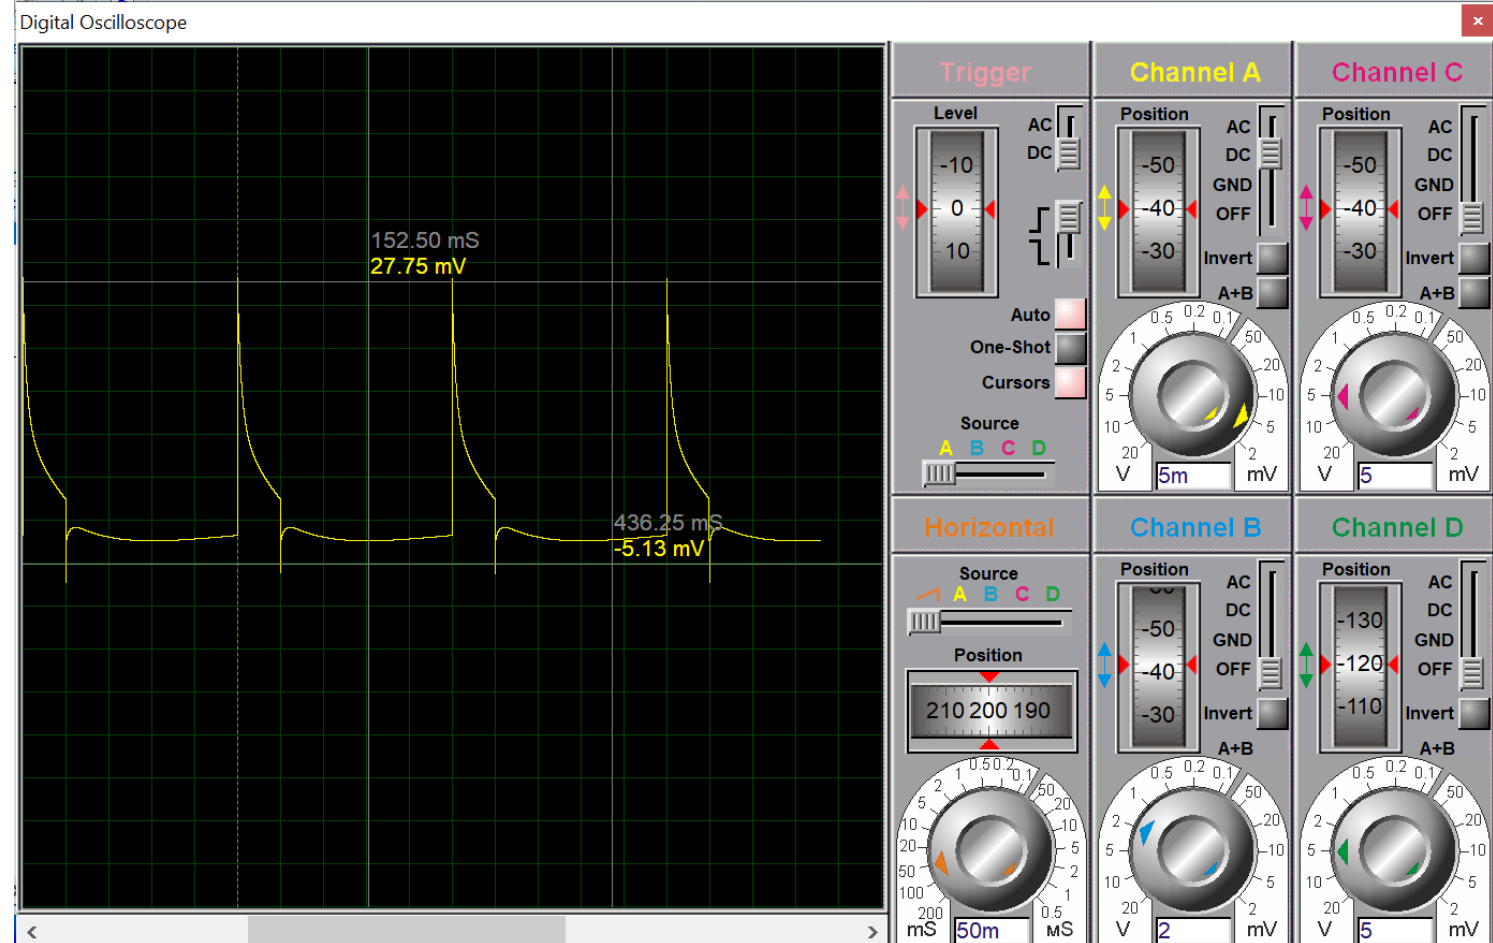 Digital Oscilloscope
x
152.50 mS
27.75 mV
436.25 mS
-5.13 mV
Trigger
Level
-10
0
10
AC
DC
Auto
One-Shot
Cursors
Source
A B C D
Channel A
Position
-50
-40
-30
AC
DC
GND
OFF
Invert
A+B
0.5 0.2 0.1
1 50
2 20
5 10
10 5
20 2
V 5m mV
Channel C
Position
-50
-40
-30
AC
DC
GND
OFF
Invert
A+B
0.5 0.2 0.1
1 50
2 20
5 10
10 5
20 2
V 5 mV
Horizontal
Source
A B C D
Position
210 200 190
1 0.5 0.2 0.1
2 50
5 20
10 10
20 5
50 2
100 1
200 0.5
mS 50m мS
Channel B
Position
-50
-40
-30
AC
DC
GND
OFF
Invert
A+B
0.5 0.2 0.1
1 50
2 20
5 10
10 5
20 2
V 2 mV
Channel D
Position
-130
-120
-110
AC
DC
GND
OFF
Invert
A+B
0.5 0.2 0.1
1 50
2 20
5 10
10 5
20 2
V 5 mV